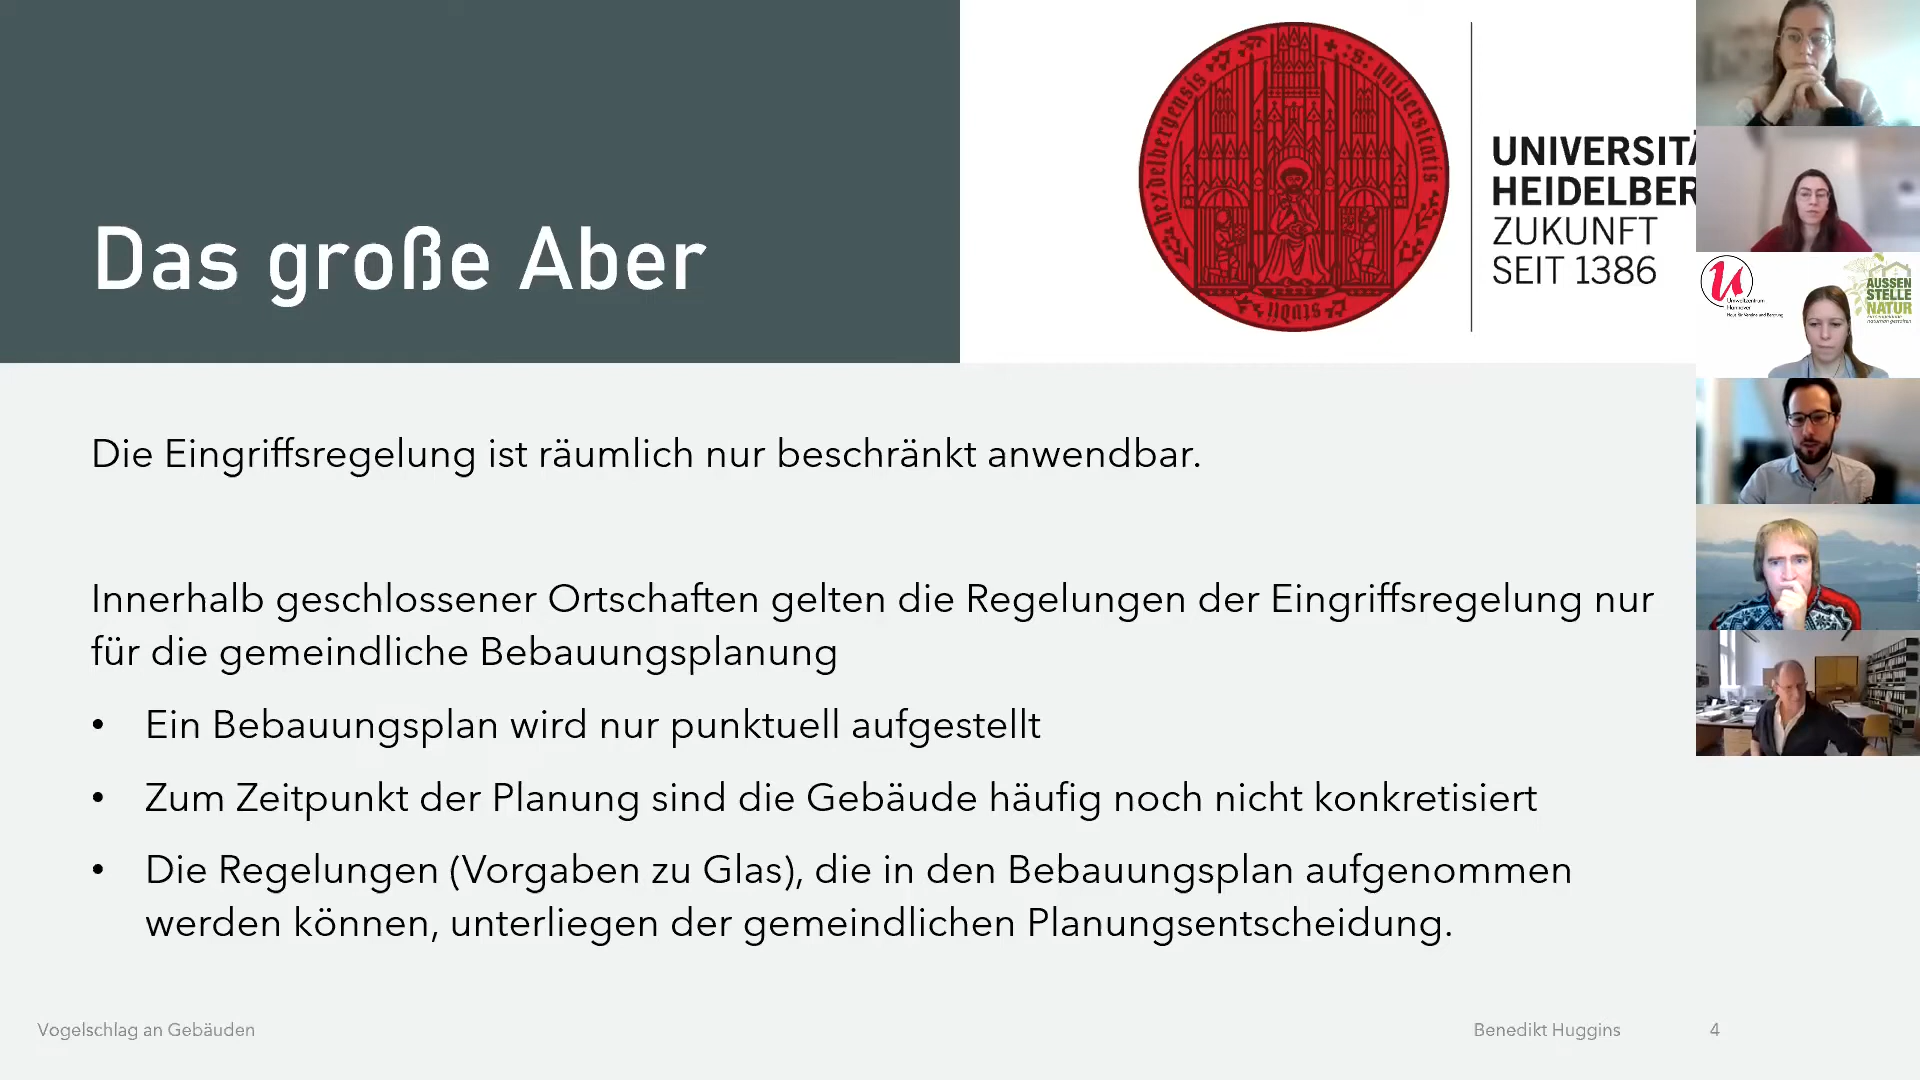 Das große Aber
UNIVERSITÄ
HEIDELBER
ZUKUNFT
SEIT 1386
Umweltzentrum
Hannover
AUSSEN
STELLE
NATUR
Die Eingriffsregelung ist räumlich nur beschränkt anwendbar.
Innerhalb geschlossener Ortschaften gelten die Regelungen der Eingriffsregelung nur
für die gemeindliche Bebauungsplanung
• Ein Bebauungsplan wird nur punktuell aufgestellt
• Zum Zeitpunkt der Planung sind die Gebäude häufig noch nicht konkretisiert
• Die Regelungen (Vorgaben zu Glas), die in den Bebauungsplan aufgenommen
werden können, unterliegen der gemeindlichen Planungsentscheidung.
Vogelschlag an Gebäuden
Benedikt Huggins
4